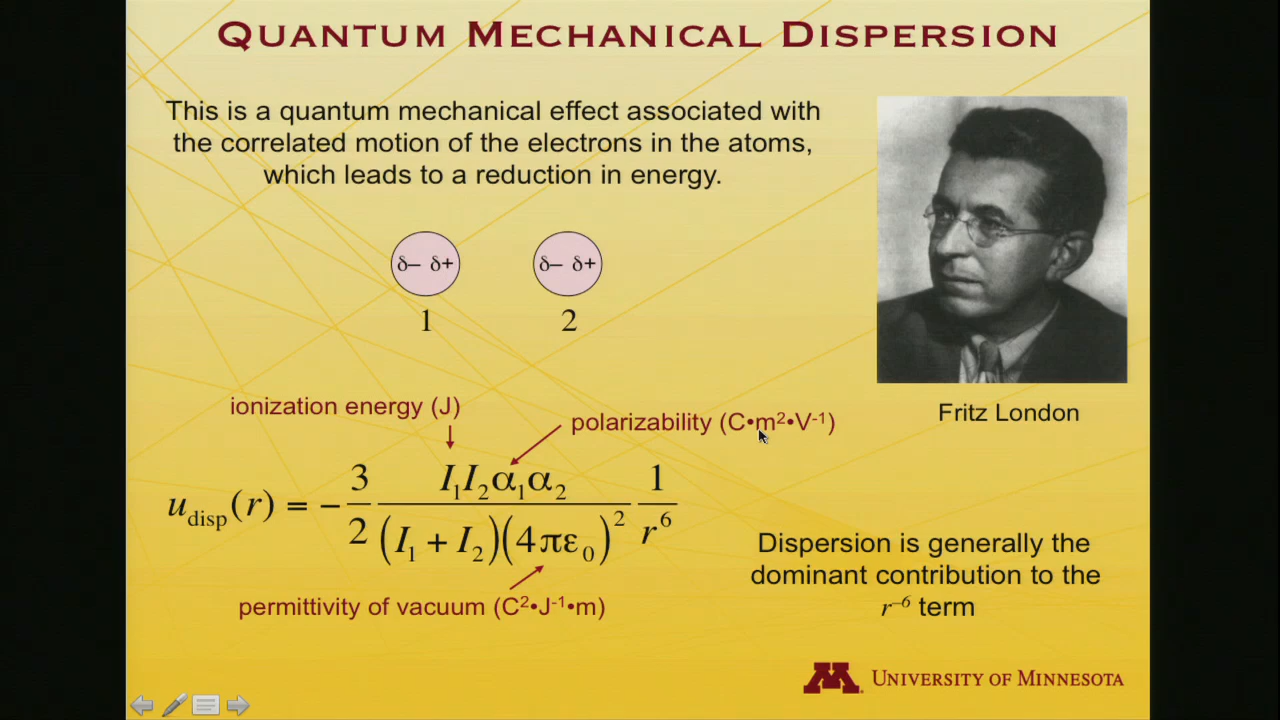 QUANTUM MECHANICAL DISPERSION
This is a quantum mechanical effect associated with
the correlated motion of the electrons in the atoms,
which leads to a reduction in energy.
δ– δ+ δ– δ+
1 2
Fritz London
ionization energy (J)
polarizability (C•m²•V⁻¹)
u_disp(r) = −3/2 I₁I₂α₁α₂/((I₁ + I₂)(4πε₀)²) 1/r⁶
permittivity of vacuum (C²•J⁻¹•m)
Dispersion is generally the
dominant contribution to the
r⁻⁶ term
M UNIVERSITY OF MINNESOTA